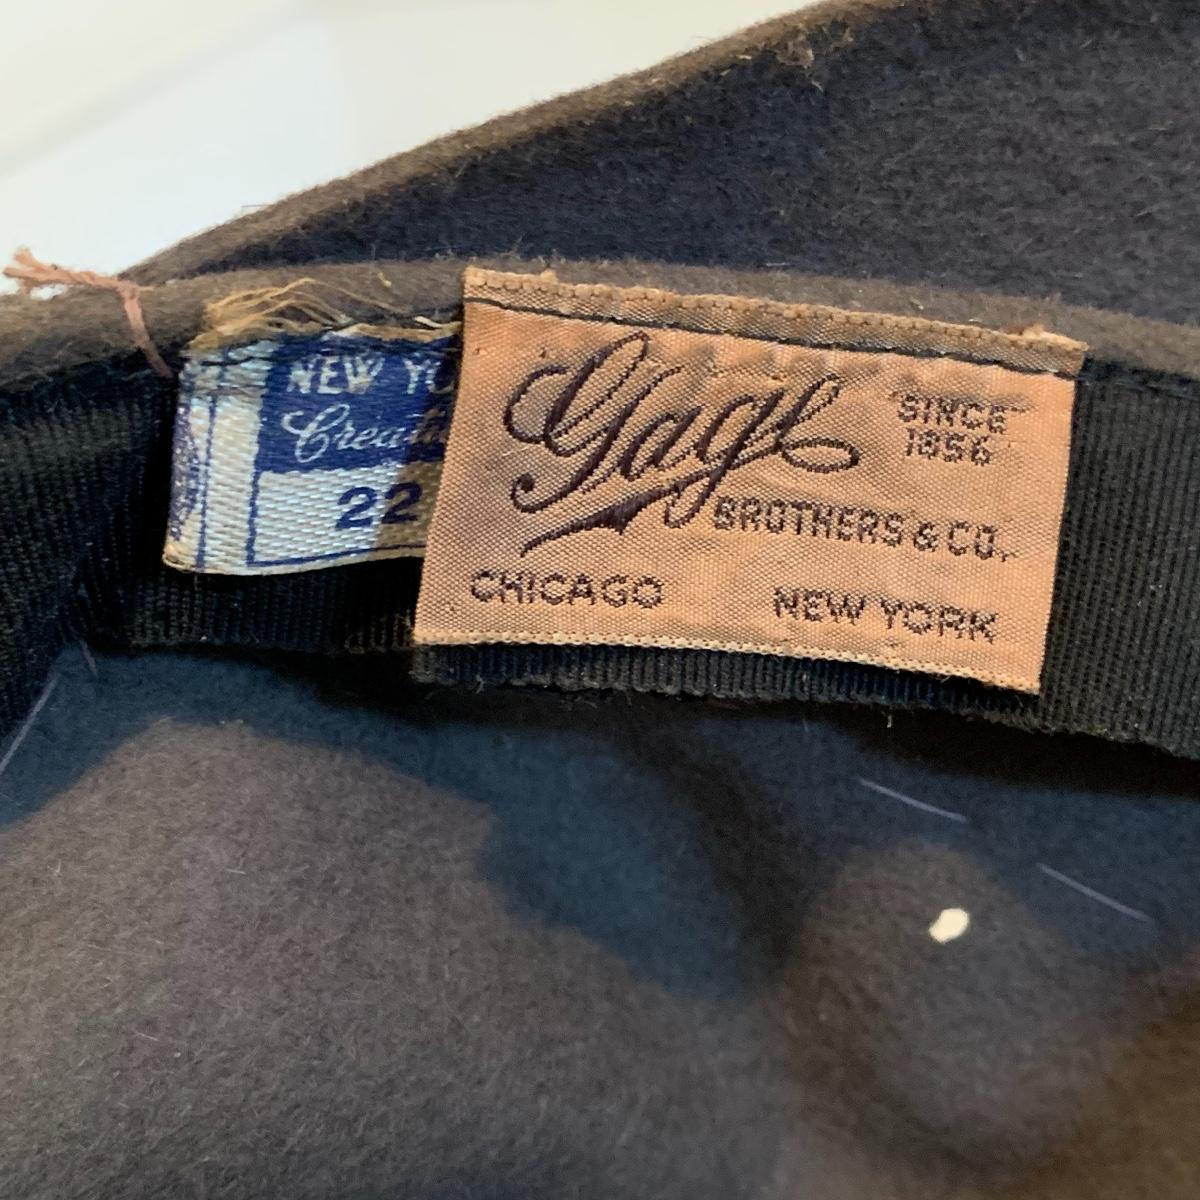 NEW YO
Creati
22
Gage
SINCE
1856
BROTHERS & CO.
CHICAGO NEW YORK